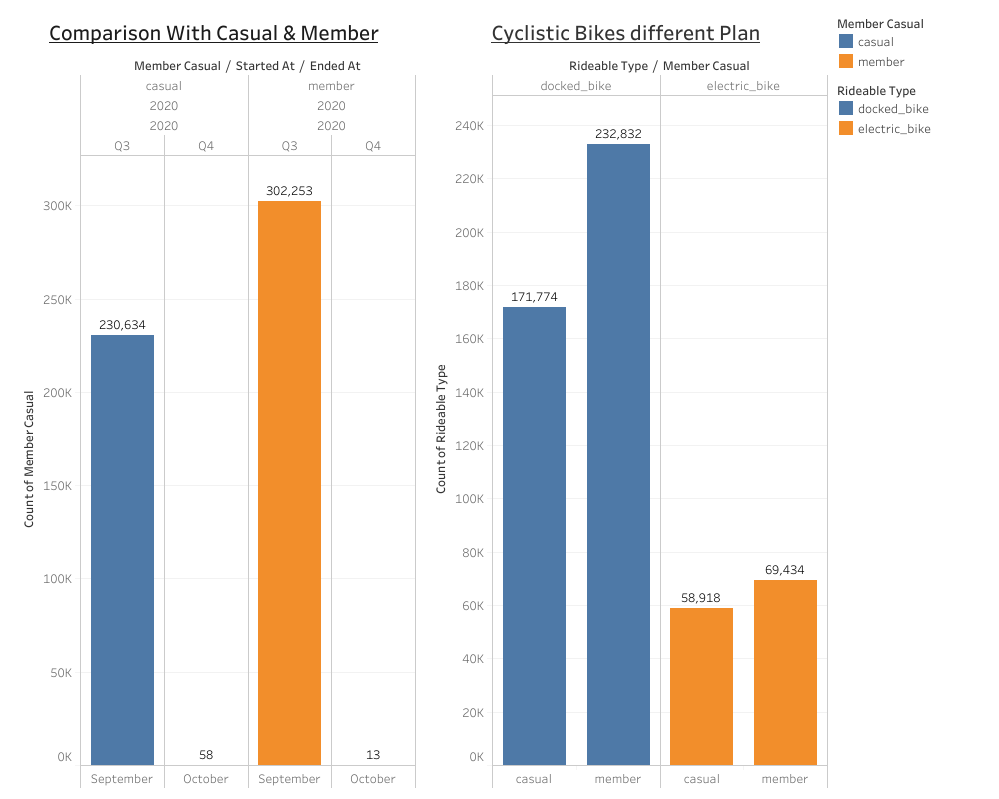 Comparison With Casual & Member
Member Casual / Started At / Ended At
casual member
2020 2020
2020 2020
Q3 Q4 Q3 Q4
Count of Member Casual
300K
250K
200K
150K
100K
50K
0K
230,634
58
302,253
13
September October September October
Cyclistic Bikes different Plan
Rideable Type / Member Casual
docked_bike electric_bike
Count of Rideable Type
240K
220K
200K
180K
160K
140K
120K
100K
80K
60K
40K
20K
0K
171,774
232,832
58,918
69,434
casual member casual member
Member Casual
casual
member
Rideable Type
docked_bike
electric_bike